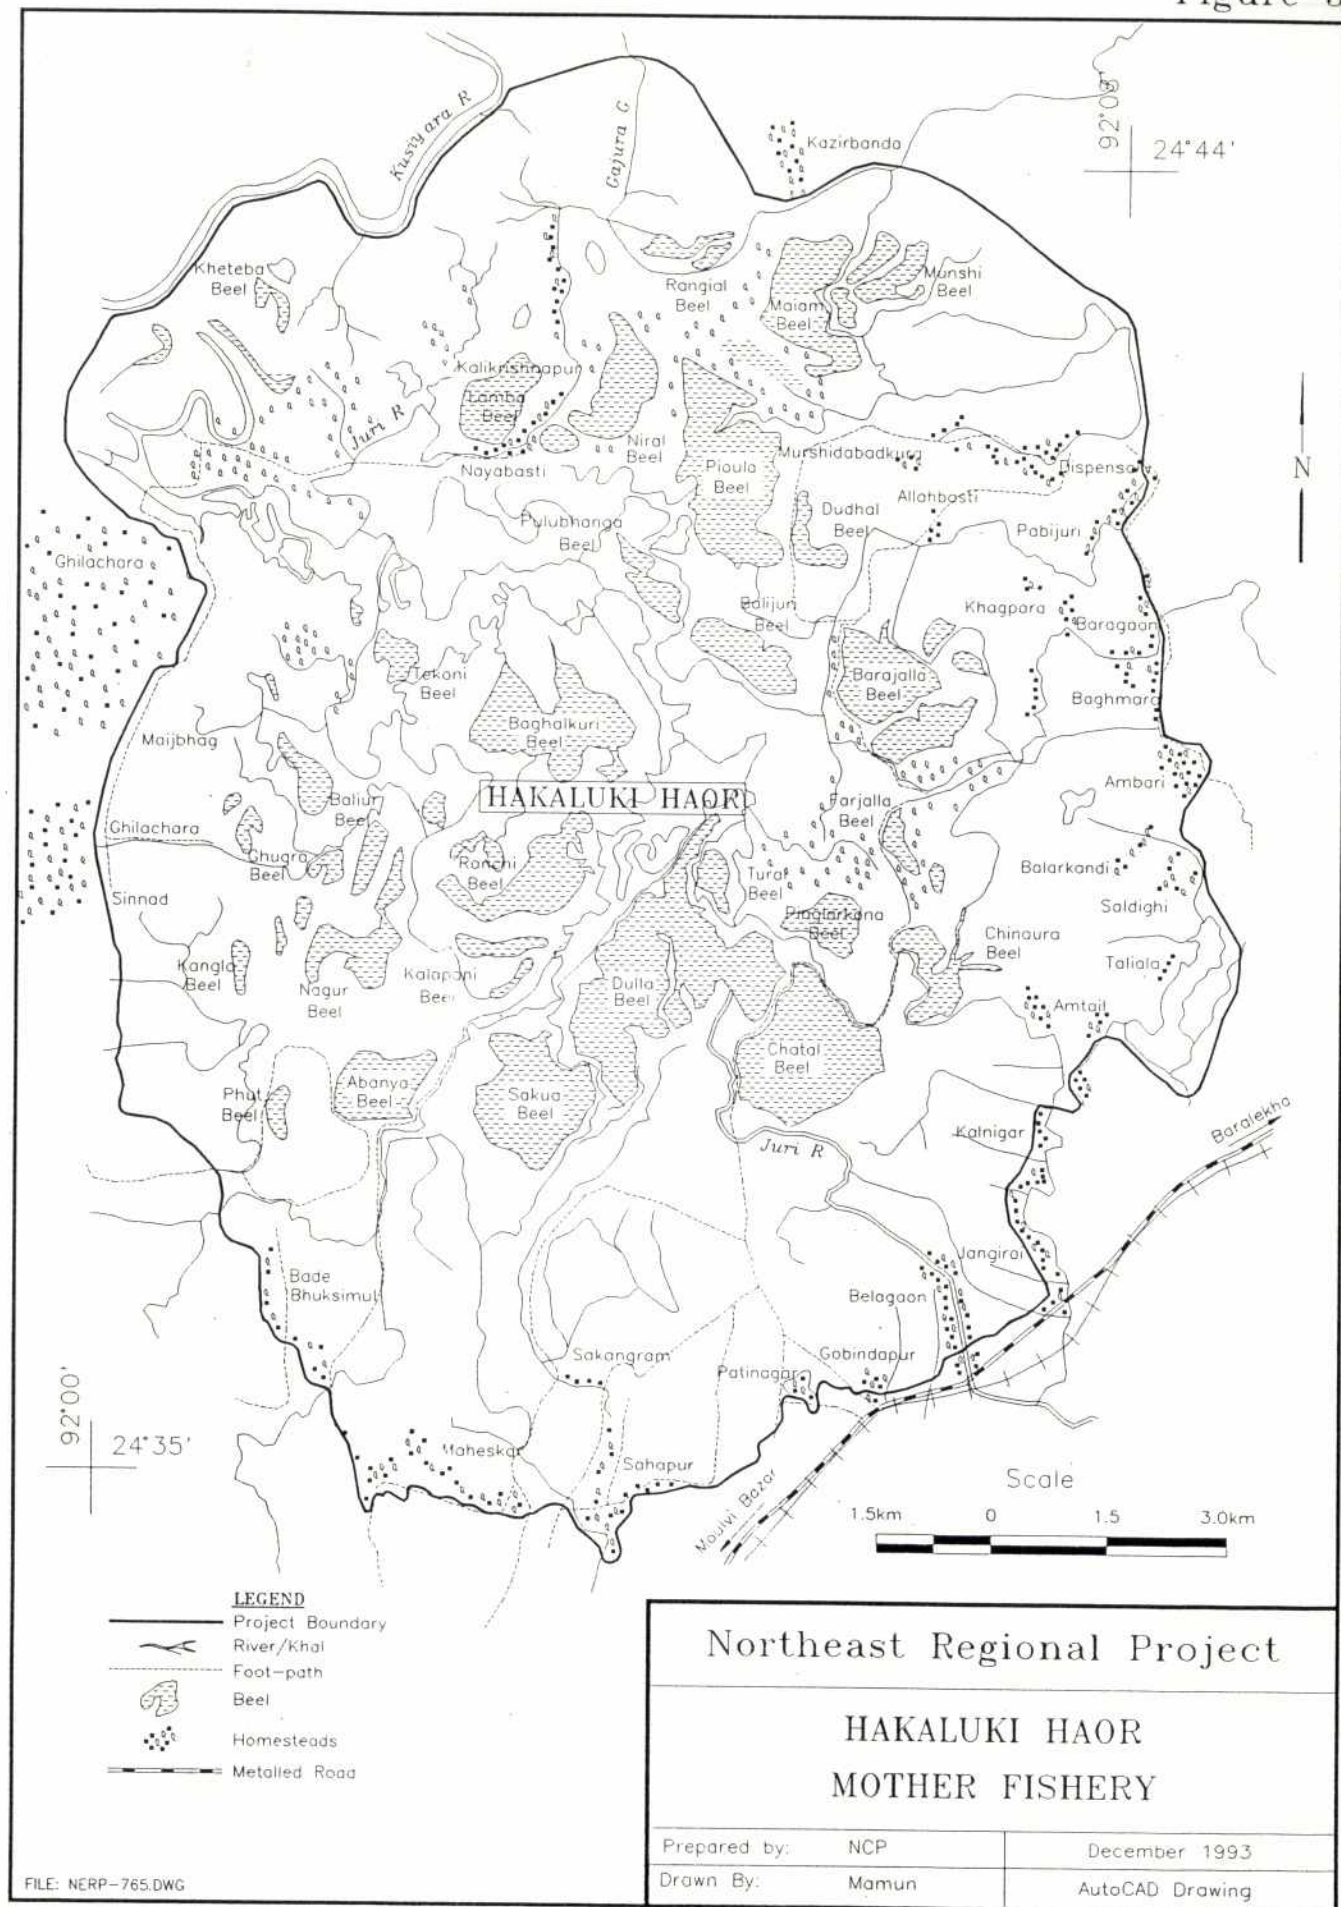 Figure
Kusiyara R
Gajura G
Kazirbanda
92°08'
24°44'
Kheteba
Beel
Rangial
Beel
Maiam
Beel
Munshi
Beel
Kalikrishnapur
Lamba
Beel
Juri R
Niral
Beel
Nayabasti
Pioula
Beel
Murshidabadkura
Dispensa
N
Allahbasti
Dudhal
Beel
Pulubhanga
Beel
Pabijuri
Ghilachara
Balijuri
Beel
Khagpara
Baragaon
Tekoni
Beel
Barajalla
Beel
Baghmara
Maijbhag
Baghalkuri
Beel
Ambari
HAKALUKI HAOR
Baliur
Beel
Farjalla
Beel
Ghilachara
Chugra
Beel
Ranchi
Beel
Tural
Beel
Balarkandi
Sinnad
Saldighi
Pinglarkona
Beel
Chinaura
Beel
Kangla
Beel
Nagur
Beel
Kalapani
Beel
Dulla
Beel
Taliala
Amtail
Chatal
Beel
Phut
Beel
Abanya
Beel
Sakua
Beel
Kalnigar
Baralekha
Juri R
Jangirai
Bade
Bhuksimul
Belagaon
Sakangram
Gobindapur
Patinagar
92°00'
24°35'
Maheskar
Sahapur
Moulvi Bazar
Scale
1.5km 0 1.5 3.0km
LEGEND
Project Boundary
River/Khal
Foot-path
Beel
Homesteads
Metalled Road
Northeast Regional Project
HAKALUKI HAOR
MOTHER FISHERY
Prepared by: NCP December 1993
Drawn By: Mamun AutoCAD Drawing
FILE: NERP-765.DWG